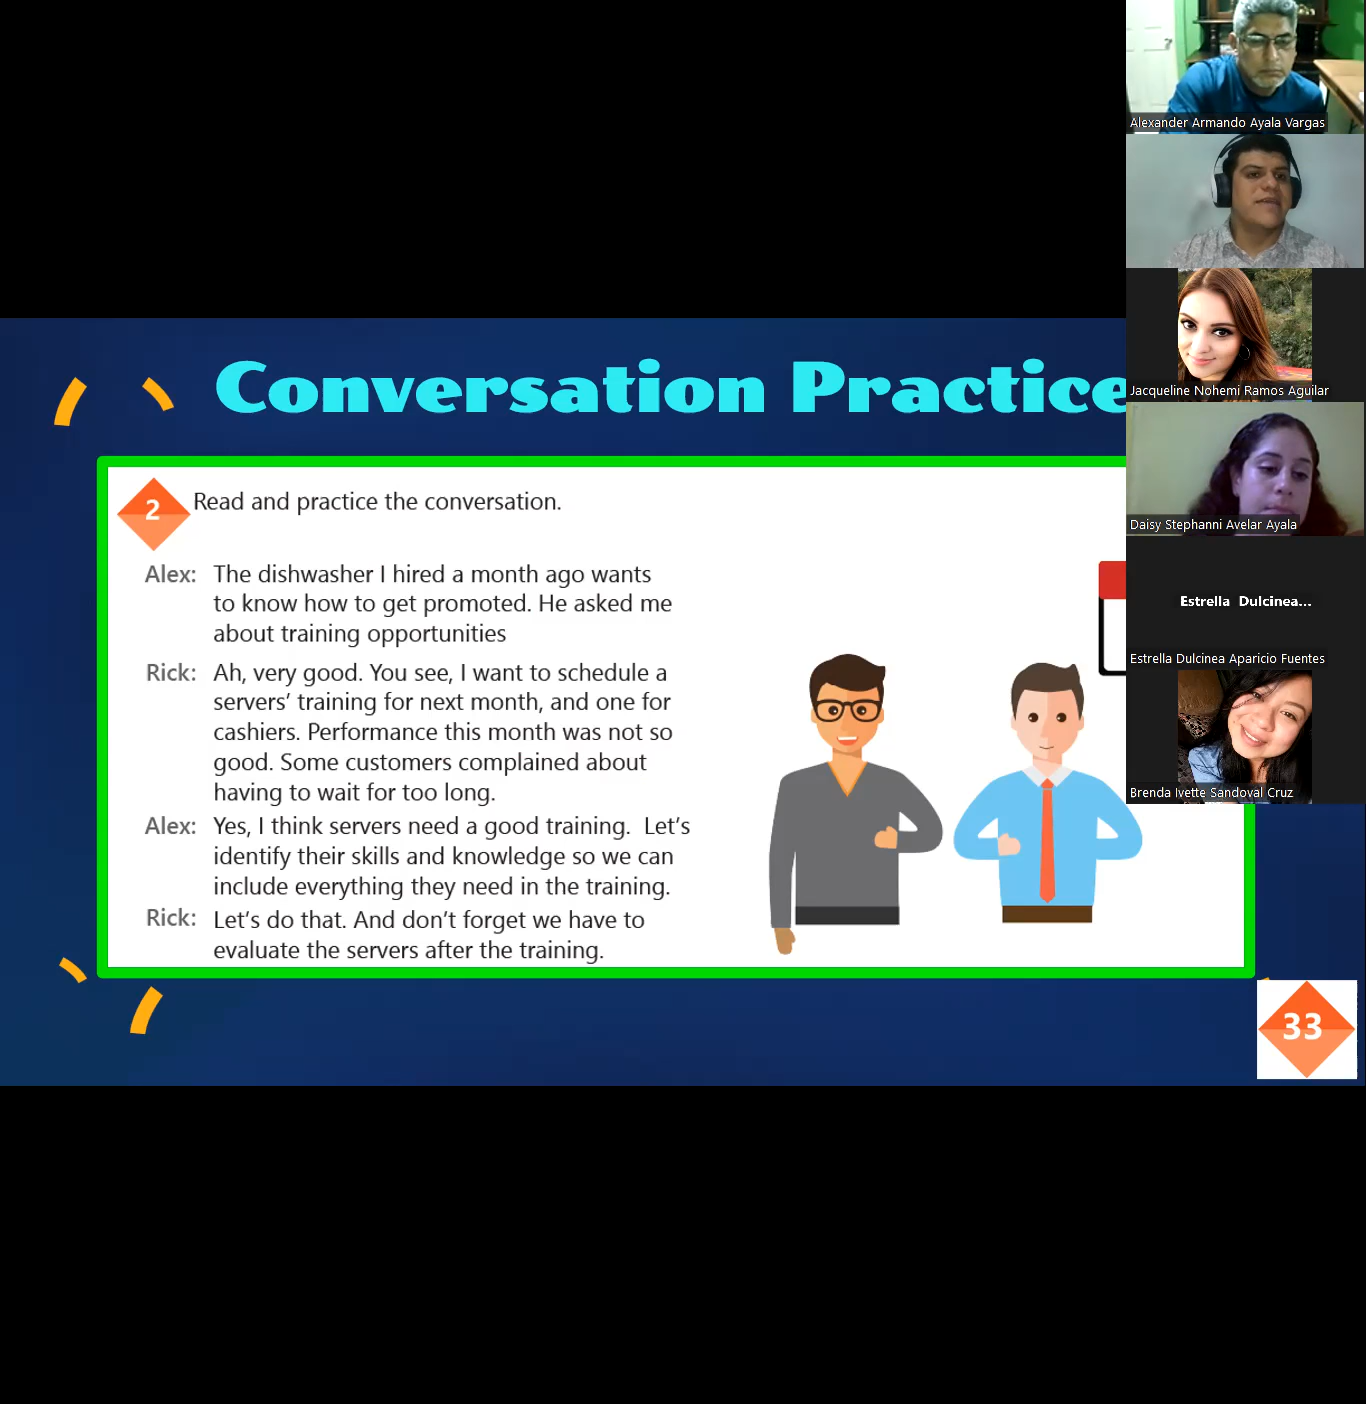 Conversation Practice
2 Read and practice the conversation.
Alex: The dishwasher I hired a month ago wants
to know how to get promoted. He asked me
about training opportunities
Rick: Ah, very good. You see, I want to schedule a
servers’ training for next month, and one for
cashiers. Performance this month was not so
good. Some customers complained about
having to wait for too long.
Alex: Yes, I think servers need a good training. Let’s
identify their skills and knowledge so we can
include everything they need in the training.
Rick: Let’s do that. And don’t forget we have to
evaluate the servers after the training.
33
Alexander Armando Ayala Vargas
Jacqueline Nohemi Ramos Aguilar
Daisy Stephanni Avelar Ayala
Estrella Dulcinea...
Estrella Dulcinea Aparicio Fuentes
Brenda Ivette Sandoval Cruz